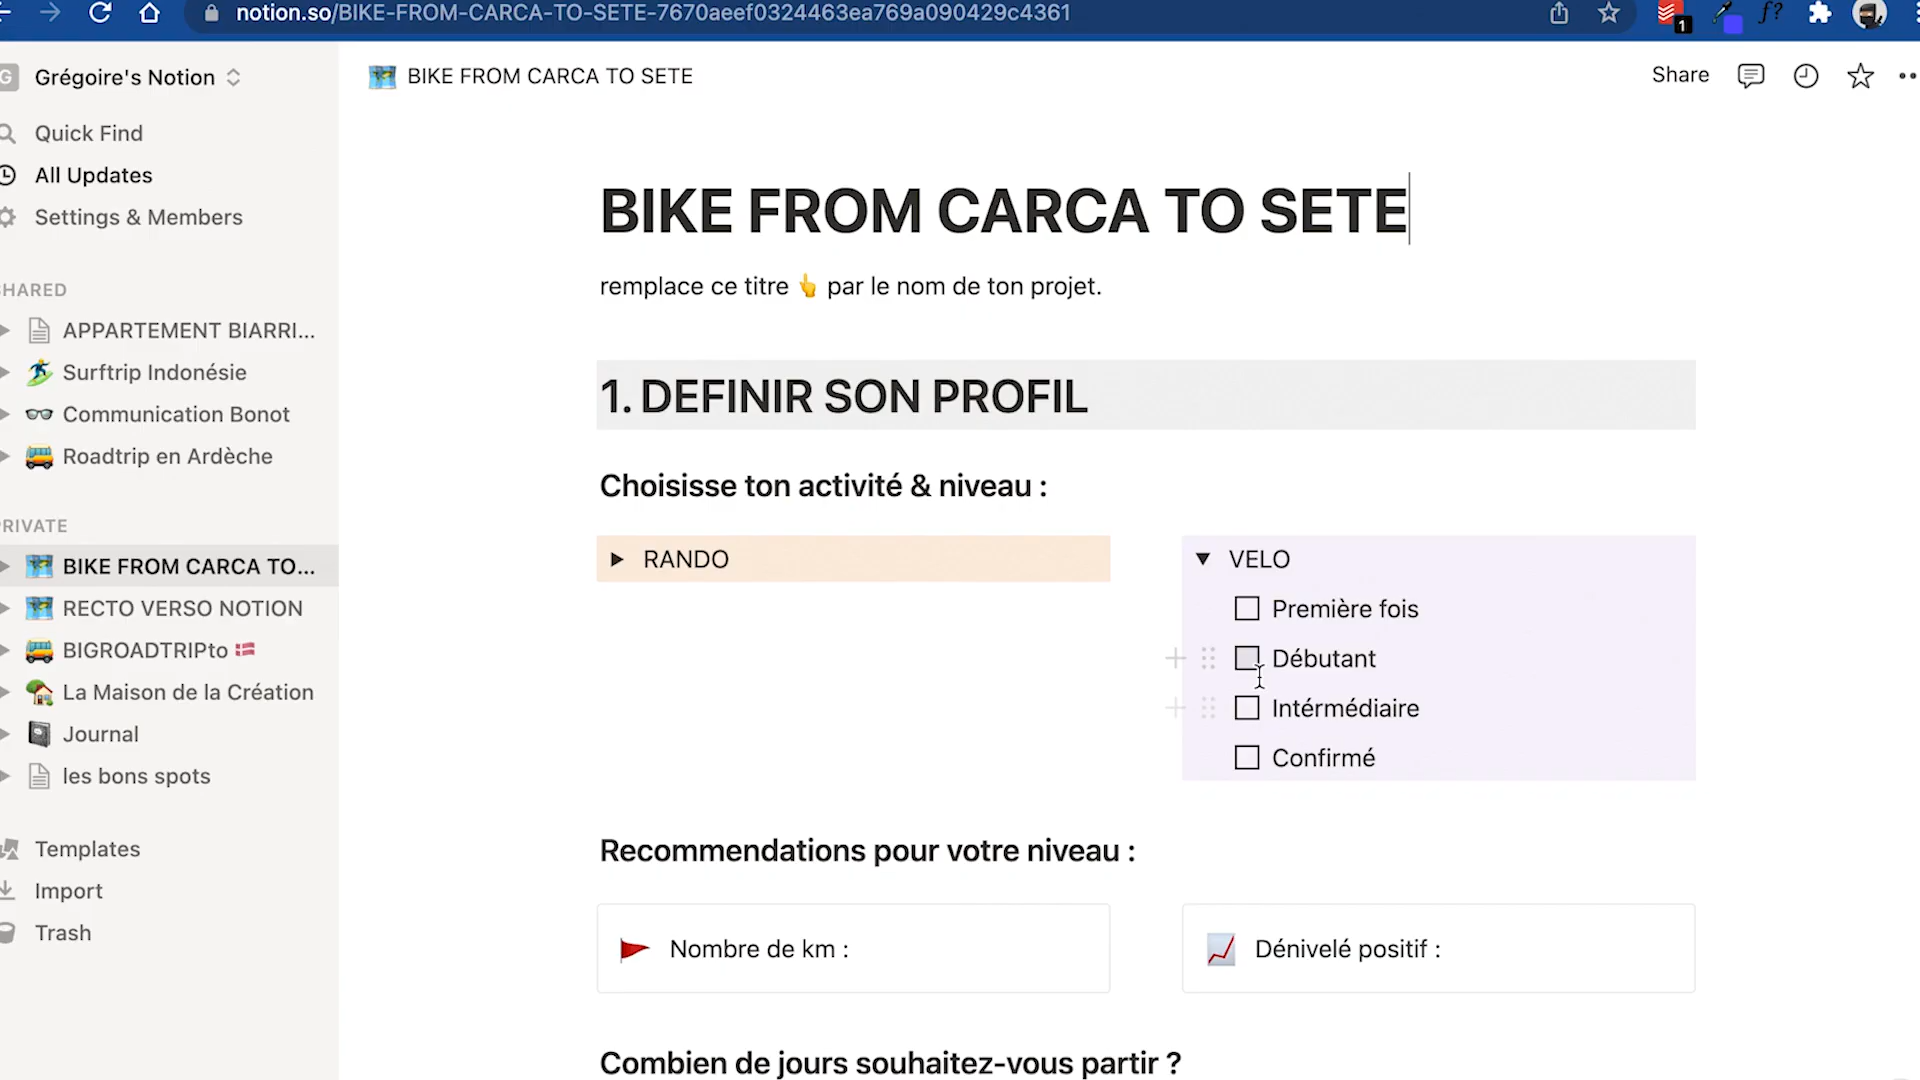 notion.so/BIKE-FROM-CARCA-TO-SETE-7670aeef0324463ea769a090429c4361
1
f?
G
Grégoire's Notion
BIKE FROM CARCA TO SETE
Share
Quick Find
All Updates
Settings & Members
HARED
APPARTEMENT BIARRI...
Surftrip Indonésie
Communication Bonot
Roadtrip en Ardèche
RIVATE
BIKE FROM CARCA TO...
RECTO VERSO NOTION
BIGROADTRIPto
La Maison de la Création
Journal
les bons spots
Templates
Import
Trash
BIKE FROM CARCA TO SETE
remplace ce titre 👆 par le nom de ton projet.
1. DEFINIR SON PROFIL
Choisisse ton activité & niveau :
RANDO
VELO
Première fois
Débutant
Intérmédiaire
Confirmé
Recommendations pour votre niveau :
Nombre de km :
Dénivelé positif :
Combien de jours souhaitez-vous partir ?